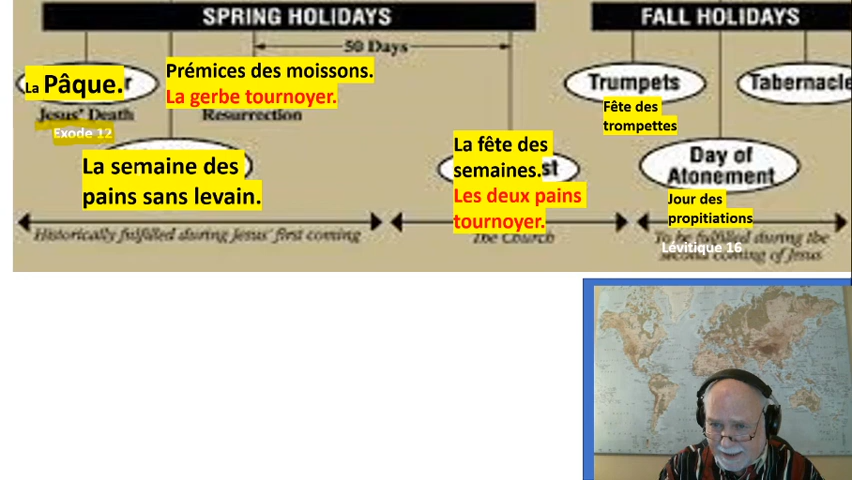 SPRING HOLIDAYS
FALL HOLIDAYS
50 Days
La Pâque.
Prémices des moissons.
La gerbe tournoyer.
Trumpets
Tabernacle
Jesus' Death
Resurrection
Exode 12
Fête des
trompettes
La semaine des
pains sans levain.
La fête des
semaines.
Les deux pains
tournoyer.
Day of
Atonement
Jour des
propitiations
Historically fulfilled during Jesus' first coming
The Church
To be fulfilled during the
second coming of Jesus
Lévitique 16